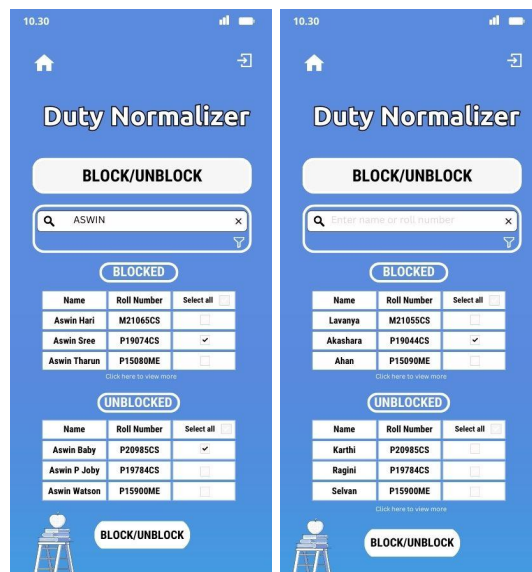 10.30
Duty Normalizer
BLOCK/UNBLOCK
ASWIN
BLOCKED
Name Roll Number Select all
Aswin Hari M21065CS
Aswin Sree P19074CS
Aswin Tharun P15080ME
Click here to view more
UNBLOCKED
Name Roll Number Select all
Aswin Baby P20985CS
Aswin P Joby P19784CS
Aswin Watson P15900ME
BLOCK/UNBLOCK
10.30
Duty Normalizer
BLOCK/UNBLOCK
Enter name or roll number
BLOCKED
Name Roll Number Select all
Lavanya M21055CS
Akashara P19044CS
Ahan P15090ME
Click here to view more
UNBLOCKED
Name Roll Number Select all
Karthi P20985CS
Ragini P19784CS
Selvan P15900ME
Click here to view more
BLOCK/UNBLOCK